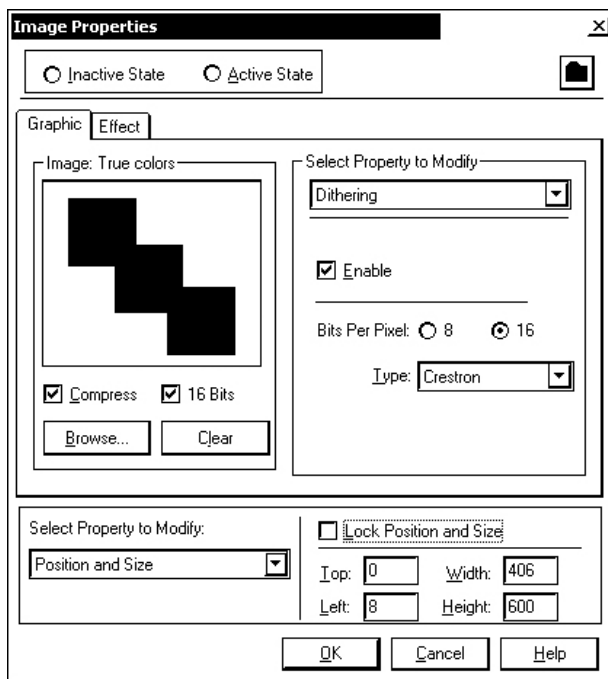 Image Properties
Inactive State Active State
Graphic Effect
Image: True colors
Compress 16 Bits
Browse... Clear
Select Property to Modify
Dithering
Enable
Bits Per Pixel: 8 16
Type: Crestron
Select Property to Modify:
Position and Size
Lock Position and Size
Top: 0 Width: 406
Left: 8 Height: 600
OK Cancel Help